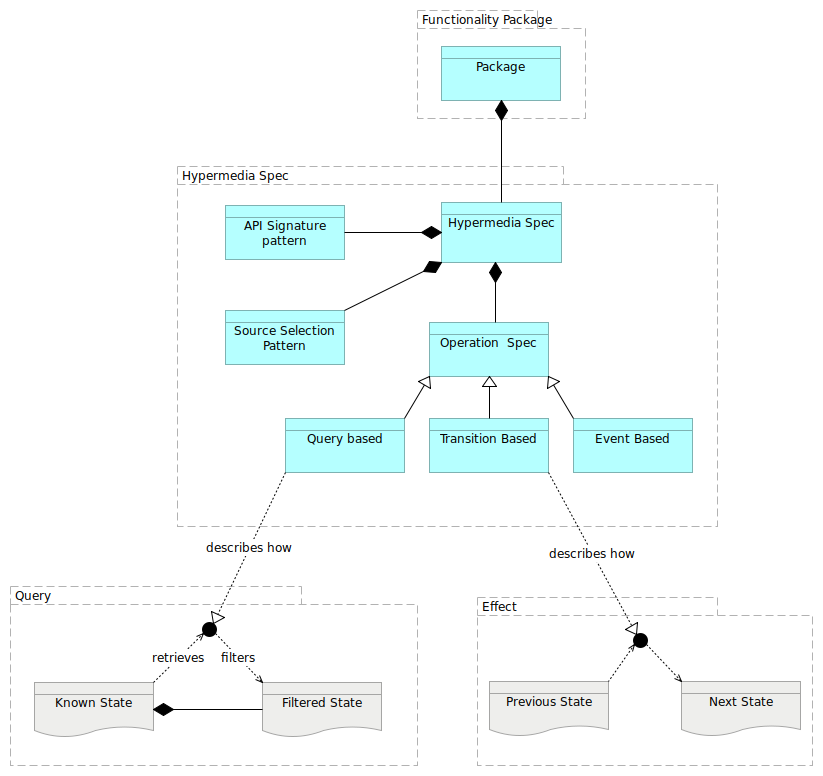 Functionality Package
Package
Hypermedia Spec
API Signature
pattern
Hypermedia Spec
Source Selection
Pattern
Operation  Spec
Query based
Transition Based
Event Based
describes how
describes how
Query
Effect
retrieves
filters
Known State
Filtered State
Previous State
Next State